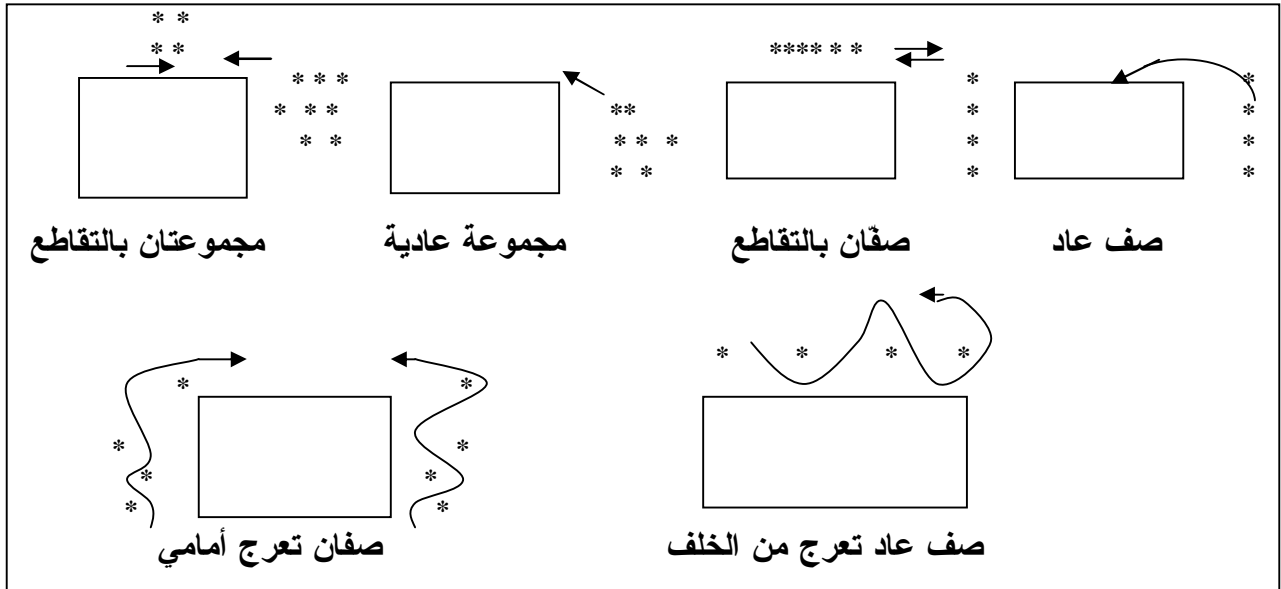 صف عاد
صفّان بالتقاطع
مجموعة عادية
مجموعتان بالتقاطع
صف عاد تعرج من الخلف
صفان تعرج أمامي